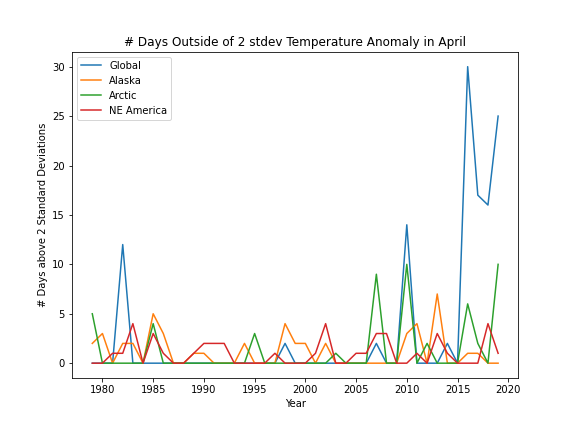 # Days Outside of 2 stdev Temperature Anomaly in April
Global
Alaska
Arctic
NE America
# Days above 2 Standard Deviations
30
25
20
15
10
5
0
1980 1985 1990 1995 2000 2005 2010 2015 2020
Year